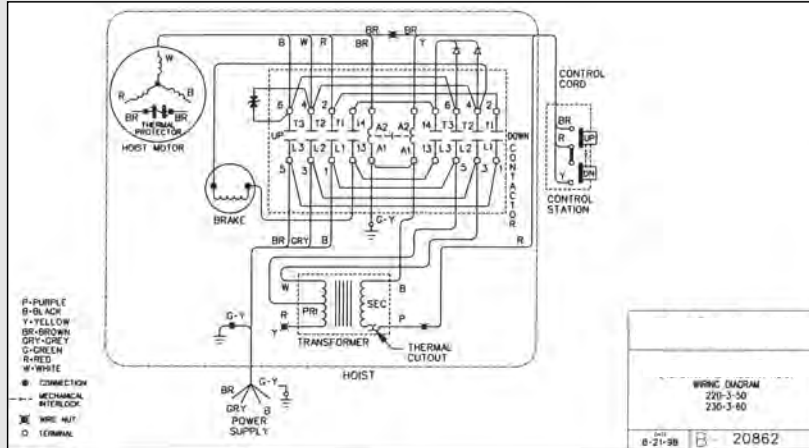 BR BR
B W R BR Y
W
R B
BR BR
THERMAL
PROTECTOR
HOIST MOTOR
6 4 2 6 4 2
T3 T2 T1 14 A2 A2 14 T3 T2 T1
UP DOWN
L3 L2 L1 13 A1 A1 13 L3 L2 L1
5 3 1 5 3 1
CONTACTOR
CONTROL
CORD
BR
R UP
Y DN
CONTROL
STATION
BRAKE
G-Y
BR GRY B
R
W B
R PRI SEC P
Y
TRANSFORMER
THERMAL
CUTOUT
G-Y
HOIST
BR G-Y
GRY B
POWER
SUPPLY
P-PURPLE
B-BLACK
Y-YELLOW
BR-BROWN
GRY-GREY
G-GREEN
R-RED
W-WHITE
CONNECTION
MECHANICAL
INTERLOCK
WIRE NUT
TERMINAL
WIRING DIAGRAM
220-3-50
230-3-60
DATE
8-21-98 B- 20862